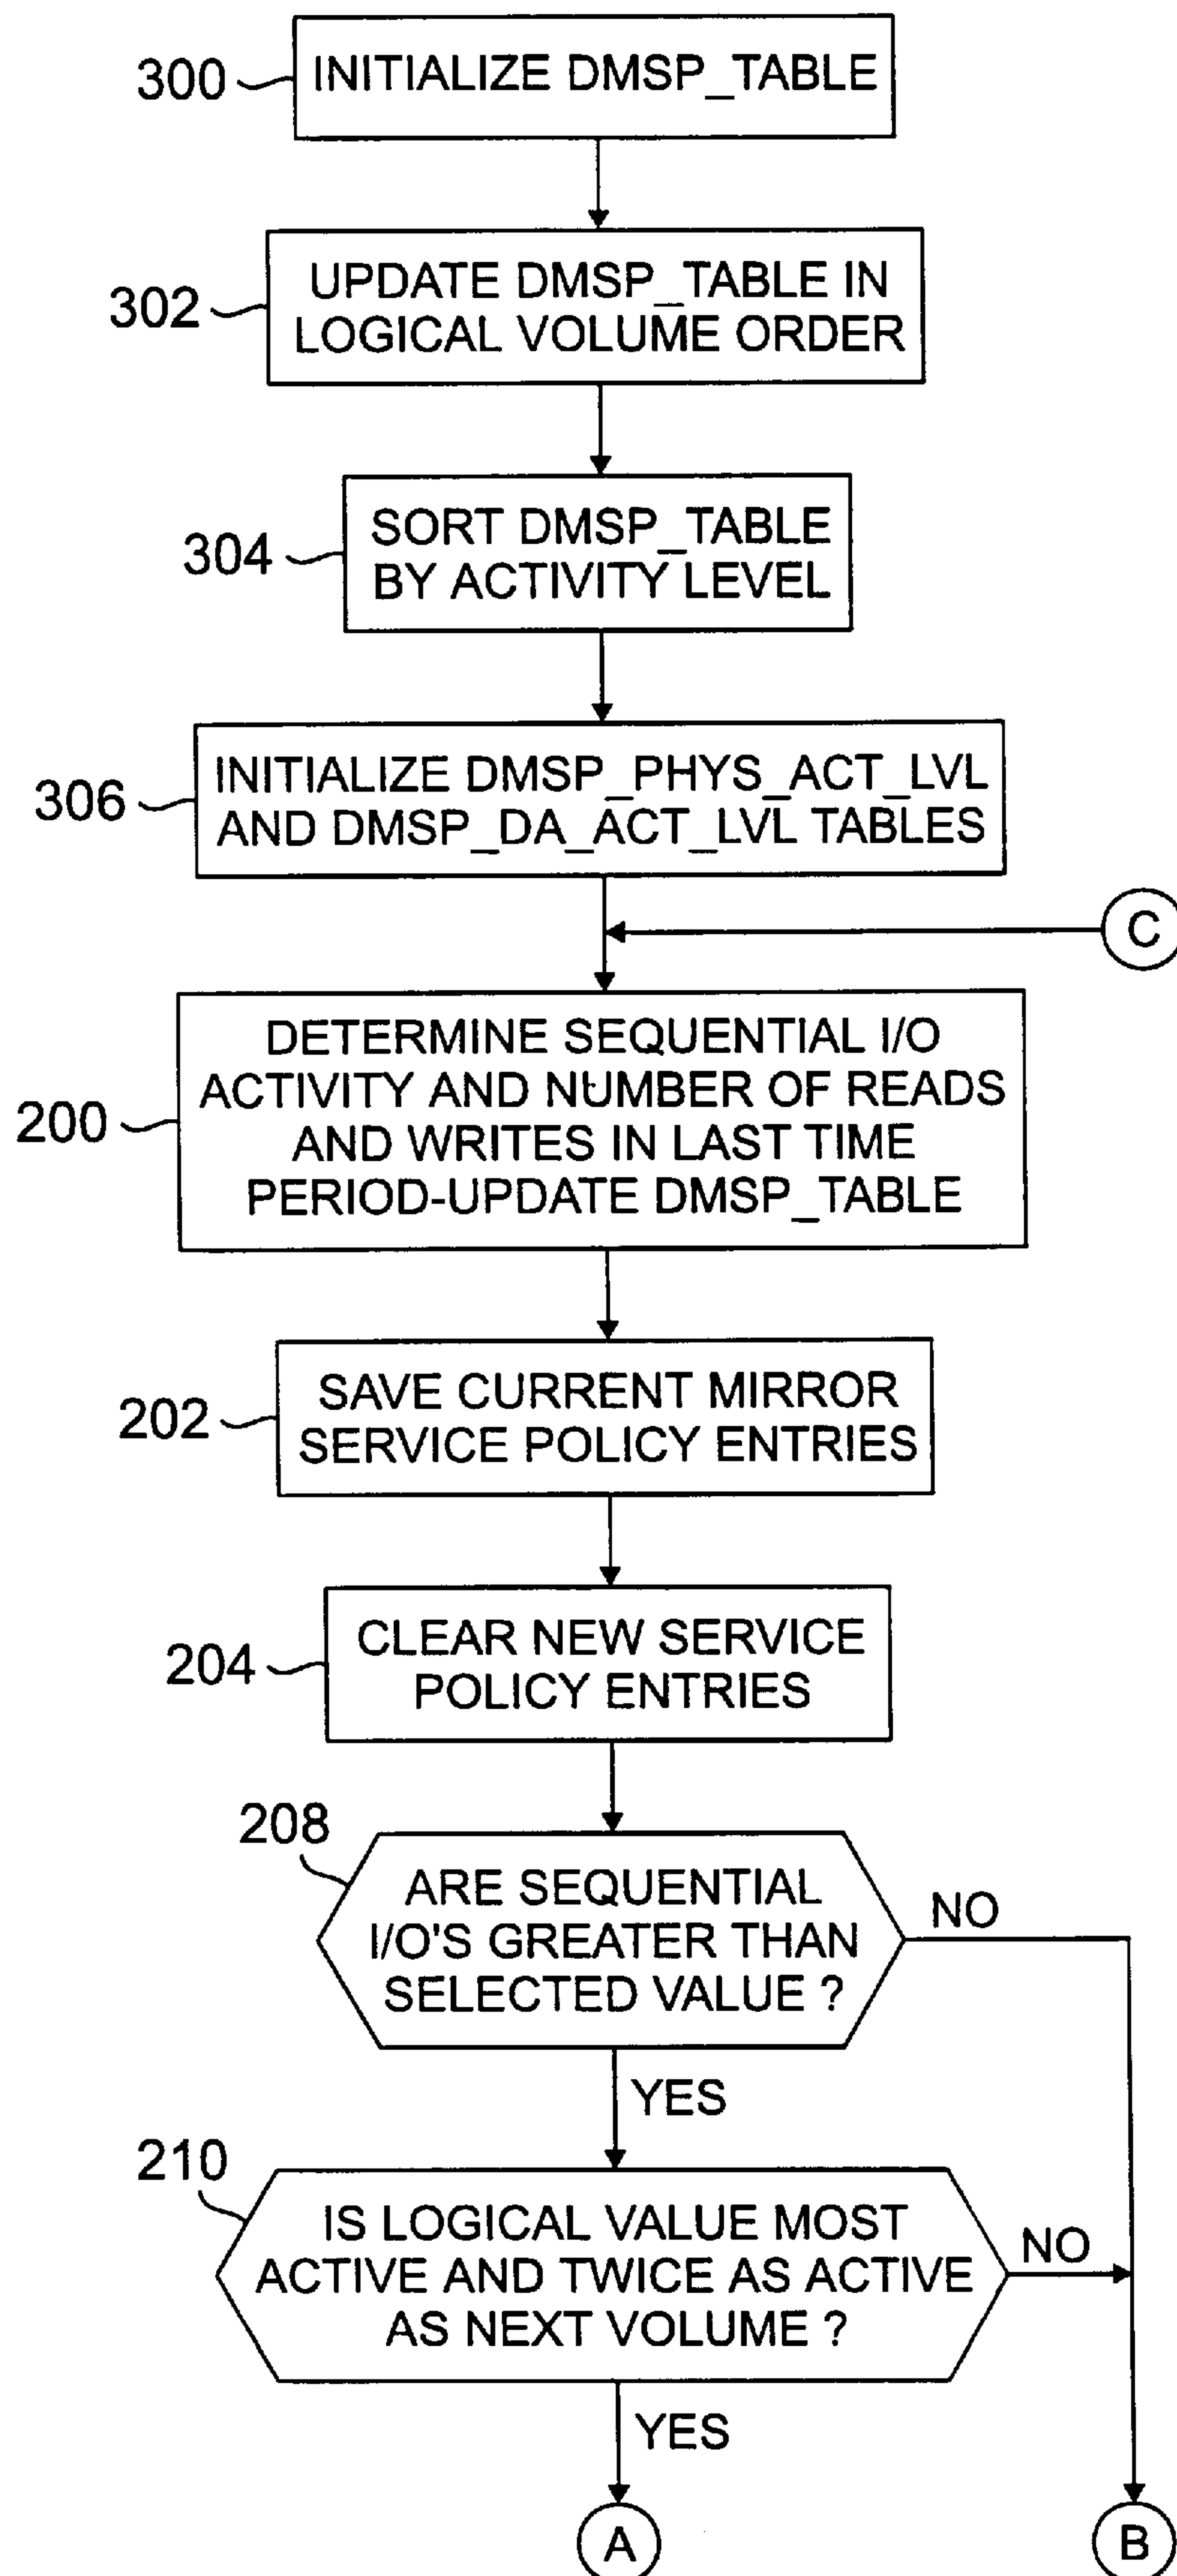 300
INITIALIZE DMSP_TABLE
302
UPDATE DMSP_TABLE IN
LOGICAL VOLUME ORDER
304
SORT DMSP_TABLE
BY ACTIVITY LEVEL
306
INITIALIZE DMSP_PHYS_ACT_LVL
AND DMSP_DA_ACT_LVL TABLES
C
200
DETERMINE SEQUENTIAL I/O
ACTIVITY AND NUMBER OF READS
AND WRITES IN LAST TIME
PERIOD-UPDATE DMSP_TABLE
202
SAVE CURRENT MIRROR
SERVICE POLICY ENTRIES
204
CLEAR NEW SERVICE
POLICY ENTRIES
208
ARE SEQUENTIAL
I/O'S GREATER THAN
SELECTED VALUE ?
NO
YES
210
IS LOGICAL VALUE MOST
ACTIVE AND TWICE AS ACTIVE
AS NEXT VOLUME ?
NO
YES
A
B